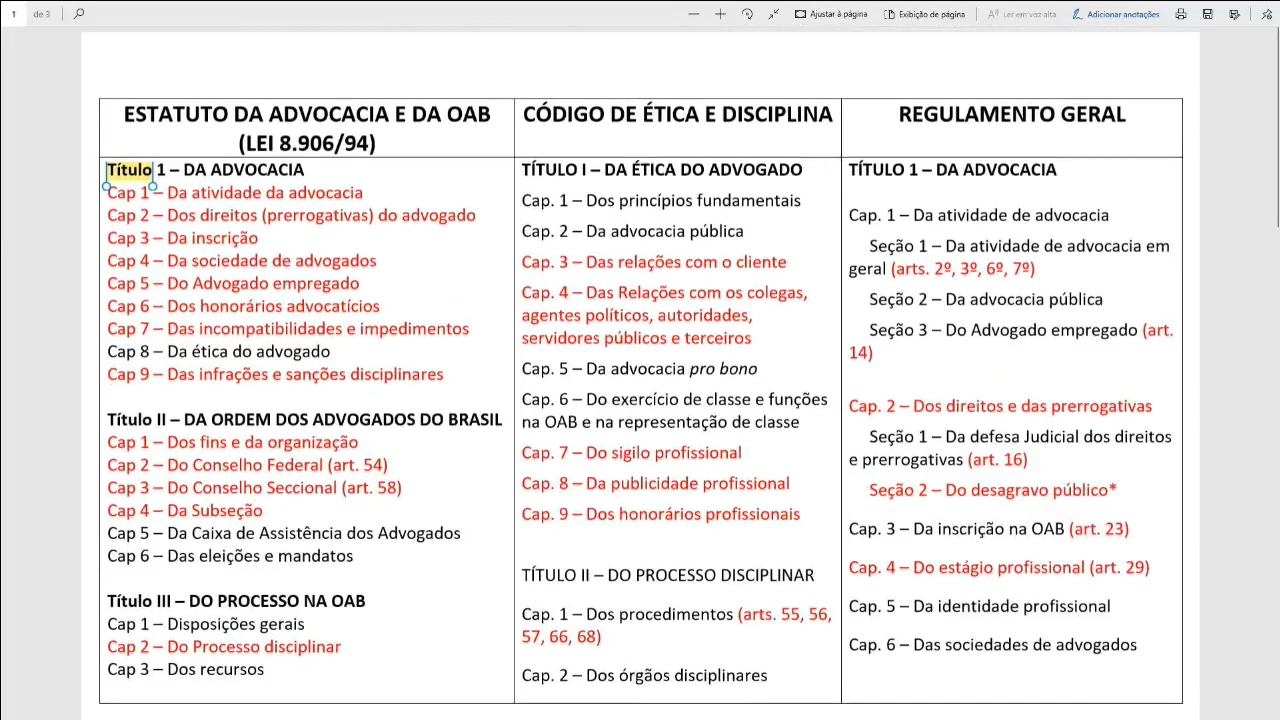 1 de 3
Ajustar à página
Exibição de página
Ler em voz alta
Adicionar anotações
ESTATUTO DA ADVOCACIA E DA OAB
(LEI 8.906/94)
Título 1 – DA ADVOCACIA
Cap 1 – Da atividade da advocacia
Cap 2 – Dos direitos (prerrogativas) do advogado
Cap 3 – Da inscrição
Cap 4 – Da sociedade de advogados
Cap 5 – Do Advogado empregado
Cap 6 – Dos honorários advocatícios
Cap 7 – Das incompatibilidades e impedimentos
Cap 8 – Da ética do advogado
Cap 9 – Das infrações e sanções disciplinares
Título II – DA ORDEM DOS ADVOGADOS DO BRASIL
Cap 1 – Dos fins e da organização
Cap 2 – Do Conselho Federal (art. 54)
Cap 3 – Do Conselho Seccional (art. 58)
Cap 4 – Da Subseção
Cap 5 – Da Caixa de Assistência dos Advogados
Cap 6 – Das eleições e mandatos
Título III – DO PROCESSO NA OAB
Cap 1 – Disposições gerais
Cap 2 – Do Processo disciplinar
Cap 3 – Dos recursos
CÓDIGO DE ÉTICA E DISCIPLINA
TÍTULO I – DA ÉTICA DO ADVOGADO
Cap. 1 – Dos princípios fundamentais
Cap. 2 – Da advocacia pública
Cap. 3 – Das relações com o cliente
Cap. 4 – Das Relações com os colegas,
agentes políticos, autoridades,
servidores públicos e terceiros
Cap. 5 – Da advocacia pro bono
Cap. 6 – Do exercício de classe e funções
na OAB e na representação de classe
Cap. 7 – Do sigilo profissional
Cap. 8 – Da publicidade profissional
Cap. 9 – Dos honorários profissionais
TÍTULO II – DO PROCESSO DISCIPLINAR
Cap. 1 – Dos procedimentos (arts. 55, 56,
57, 66, 68)
Cap. 2 – Dos órgãos disciplinares
REGULAMENTO GERAL
TÍTULO 1 – DA ADVOCACIA
Cap. 1 – Da atividade de advocacia
Seção 1 – Da atividade de advocacia em
geral (arts. 2º, 3º, 6º, 7º)
Seção 2 – Da advocacia pública
Seção 3 – Do Advogado empregado (art.
14)
Cap. 2 – Dos direitos e das prerrogativas
Seção 1 – Da defesa Judicial dos direitos
e prerrogativas (art. 16)
Seção 2 – Do desagravo público*
Cap. 3 – Da inscrição na OAB (art. 23)
Cap. 4 – Do estágio profissional (art. 29)
Cap. 5 – Da identidade profissional
Cap. 6 – Das sociedades de advogados